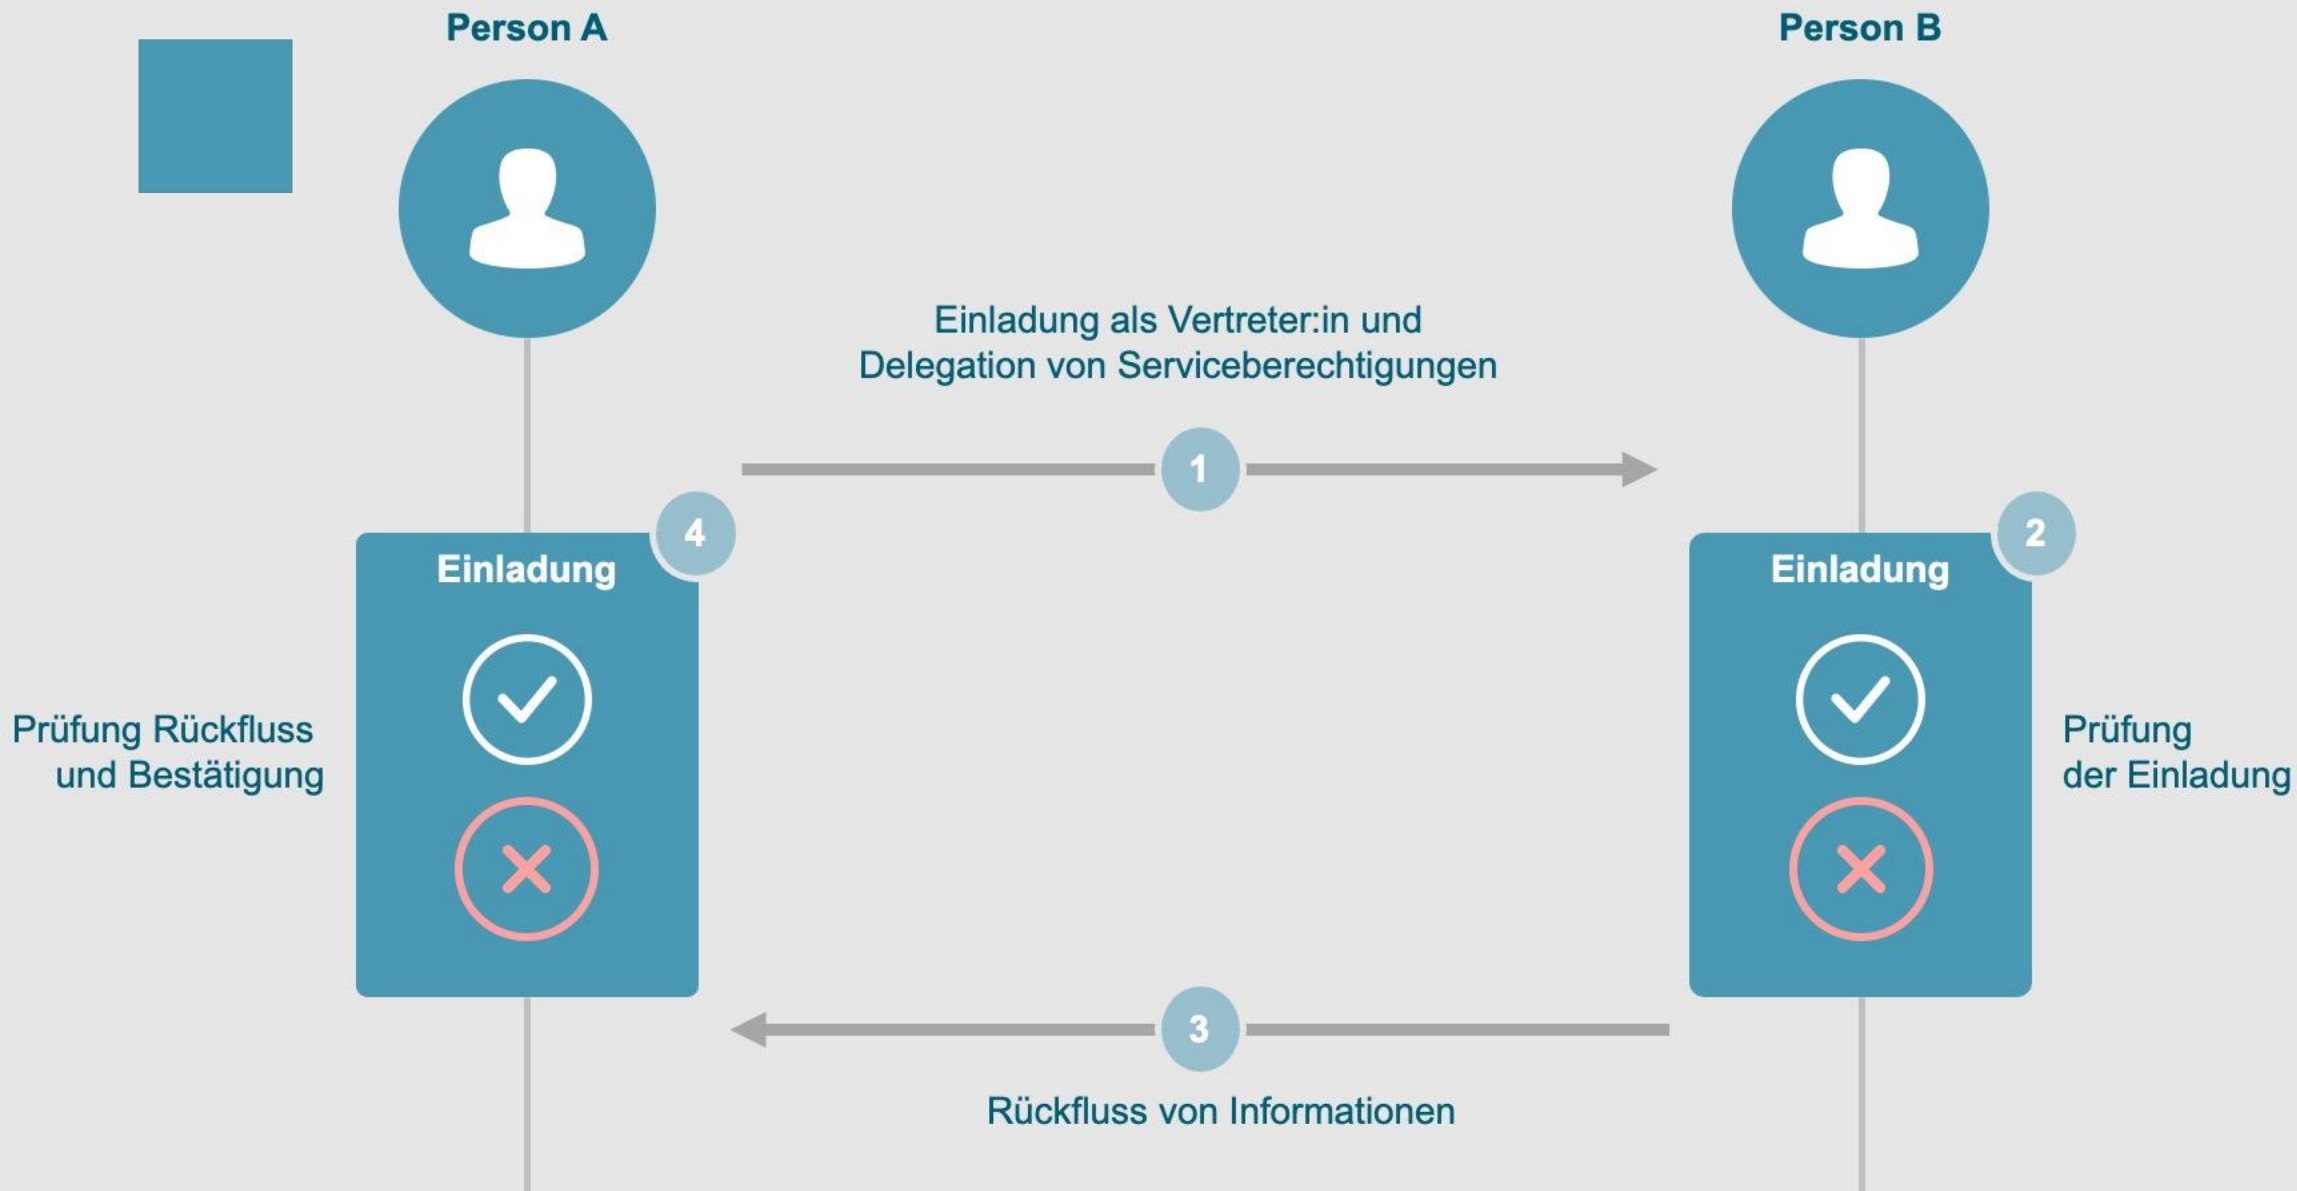 Person A
Person B
Einladung als Vertreter:in und
Delegation von Serviceberechtigungen
1
4
2
Einladung
Einladung
Prüfung Rückfluss
und Bestätigung
Prüfung
der Einladung
3
Rückfluss von Informationen